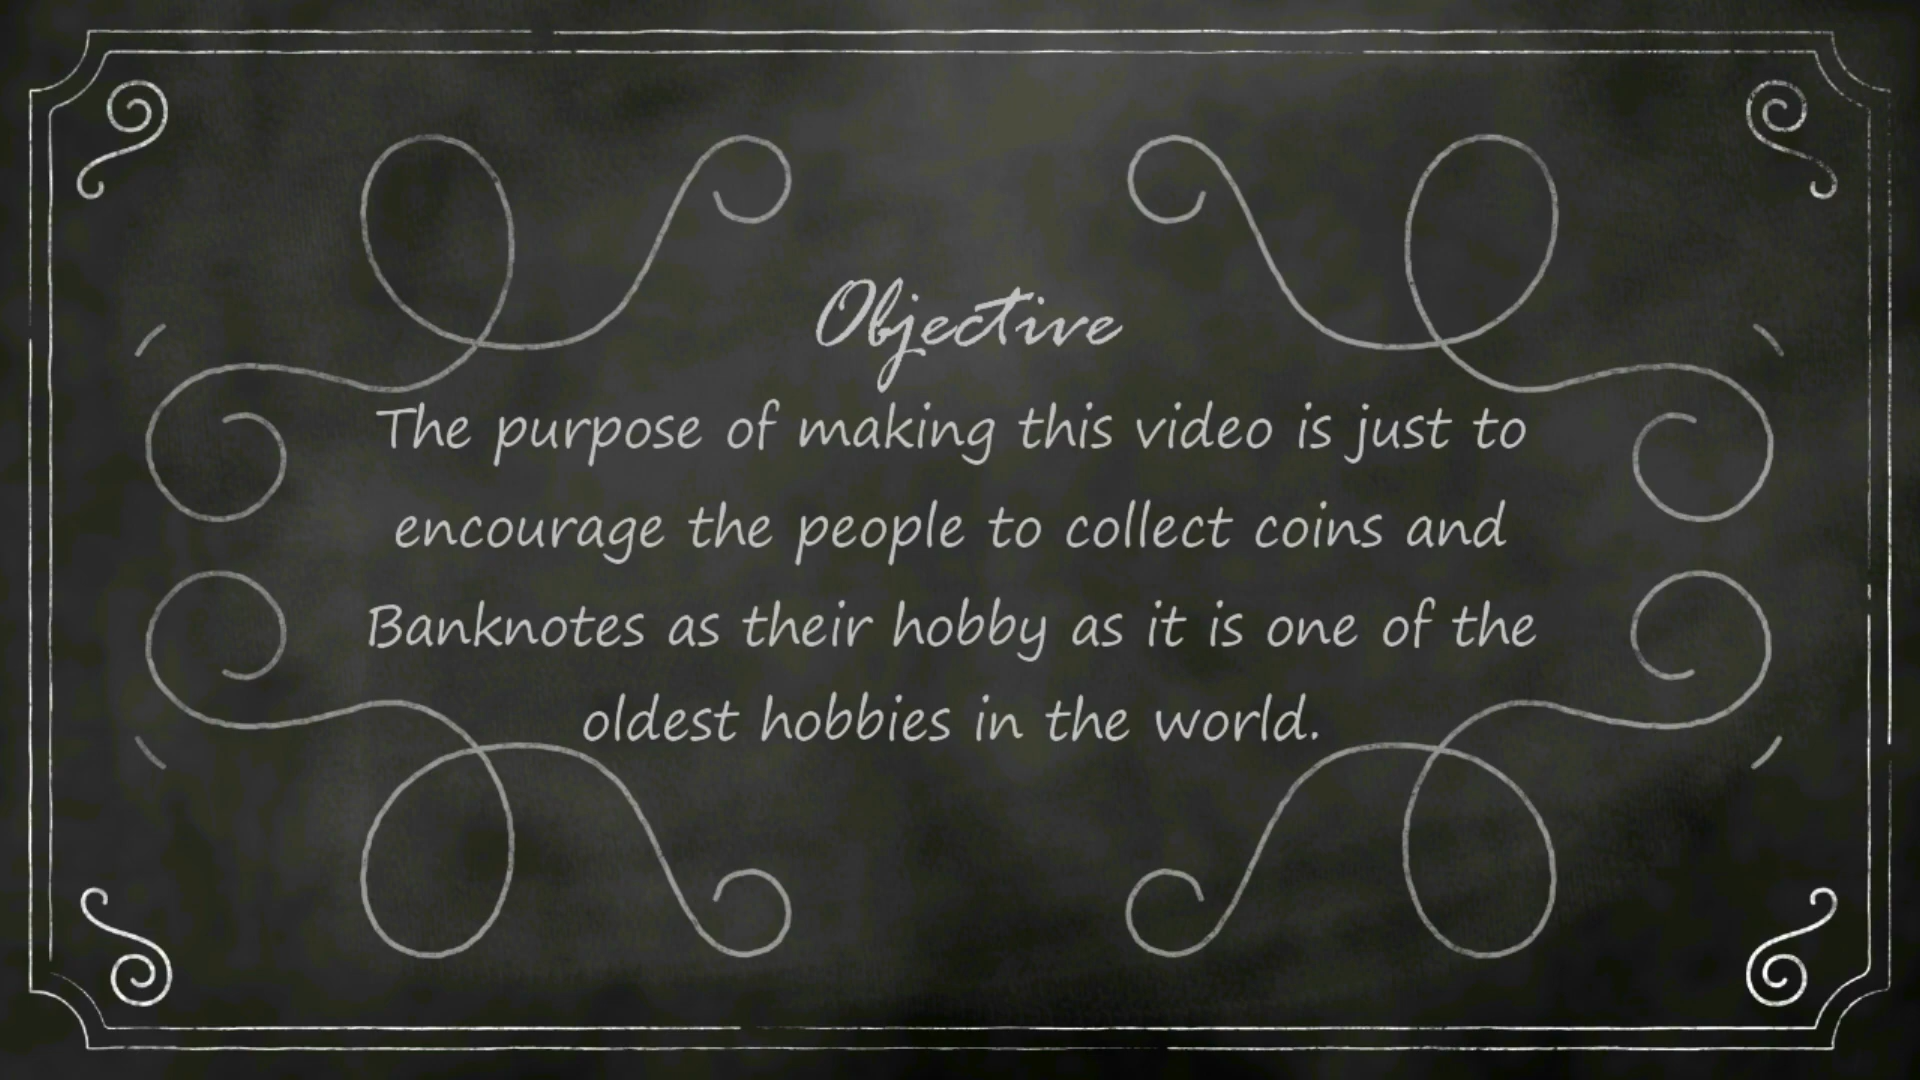 Objective
The purpose of making this video is just to
encourage the people to collect coins and
Banknotes as their hobby as it is one of the
oldest hobbies in the world.